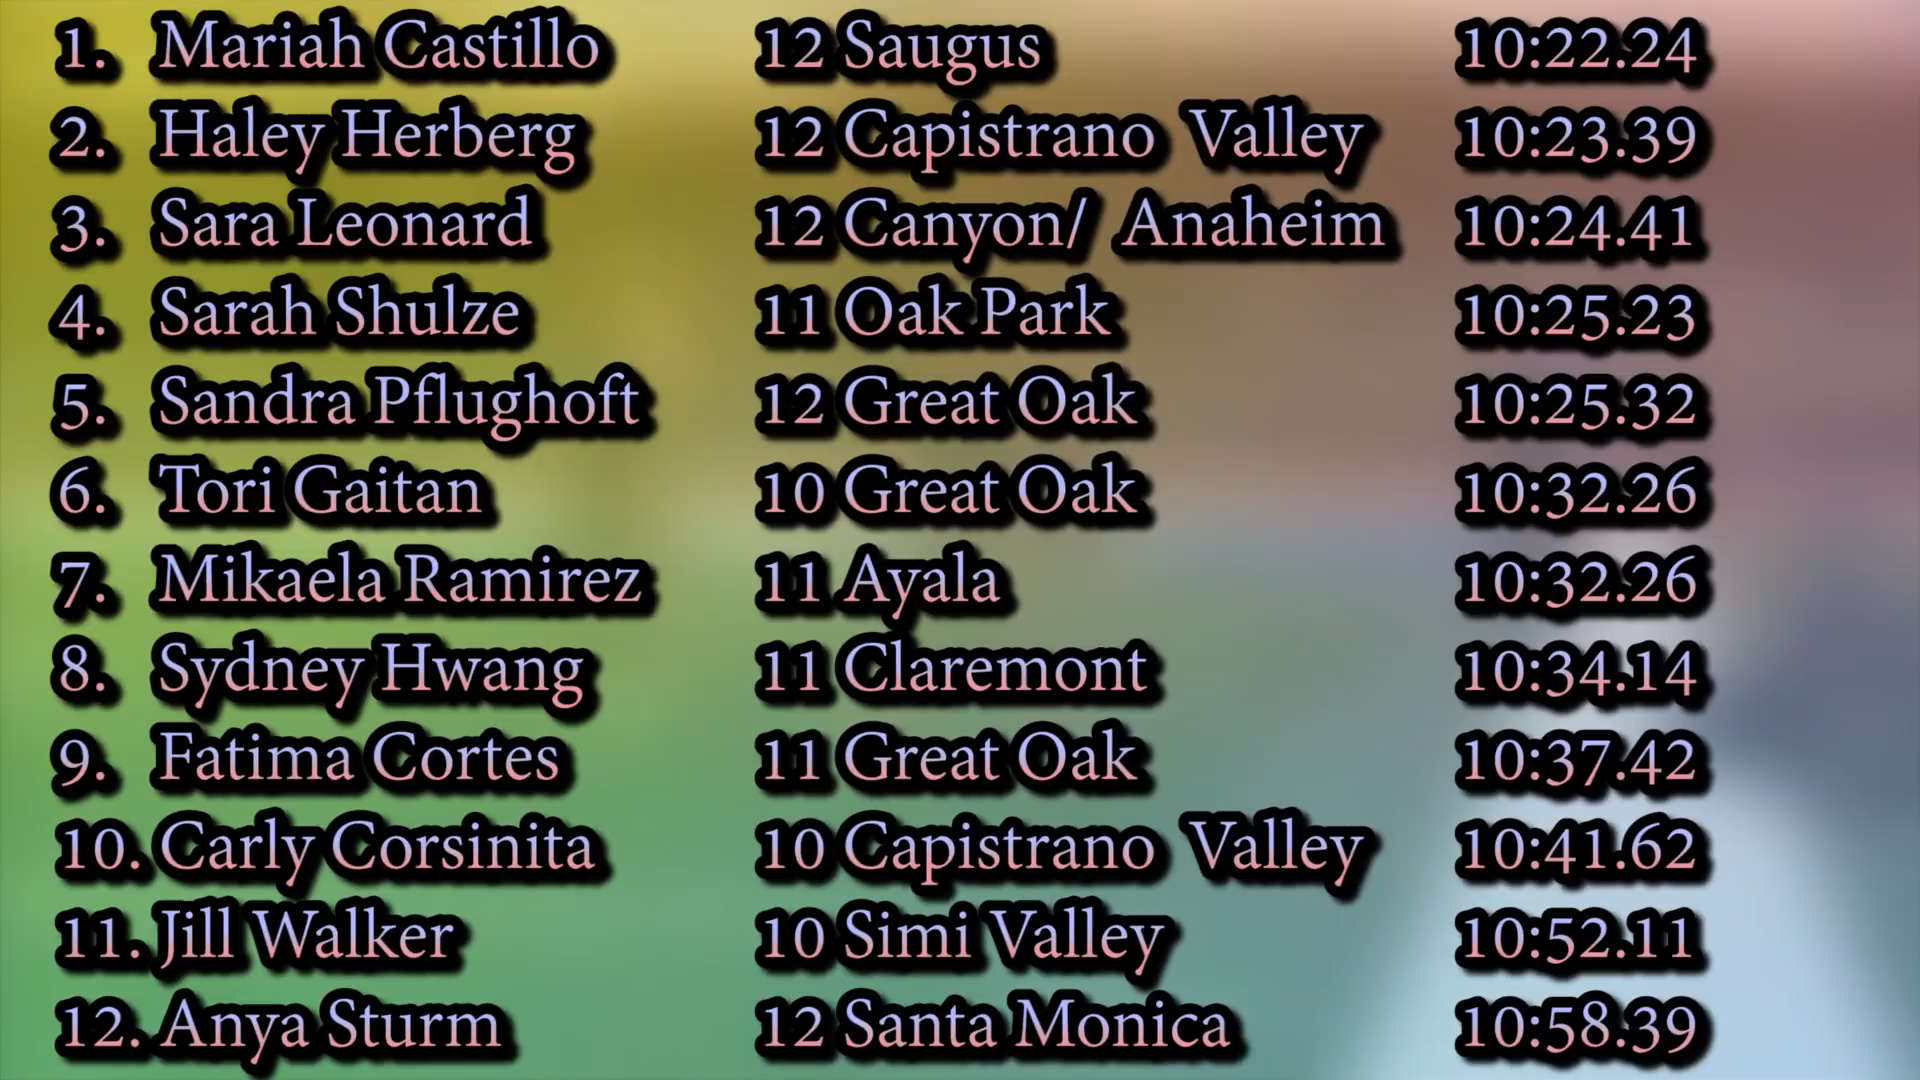 1. Mariah Castillo 12 Saugus 10:22.24
2. Haley Herberg 12 Capistrano Valley 10:23.39
3. Sara Leonard 12 Canyon/ Anaheim 10:24.41
4. Sarah Shulze 11 Oak Park 10:25.23
5. Sandra Pflughoft 12 Great Oak 10:25.32
6. Tori Gaitan 10 Great Oak 10:32.26
7. Mikaela Ramirez 11 Ayala 10:32.26
8. Sydney Hwang 11 Claremont 10:34.14
9. Fatima Cortes 11 Great Oak 10:37.42
10. Carly Corsinita 10 Capistrano Valley 10:41.62
11. Jill Walker 10 Simi Valley 10:52.11
12. Anya Sturm 12 Santa Monica 10:58.39